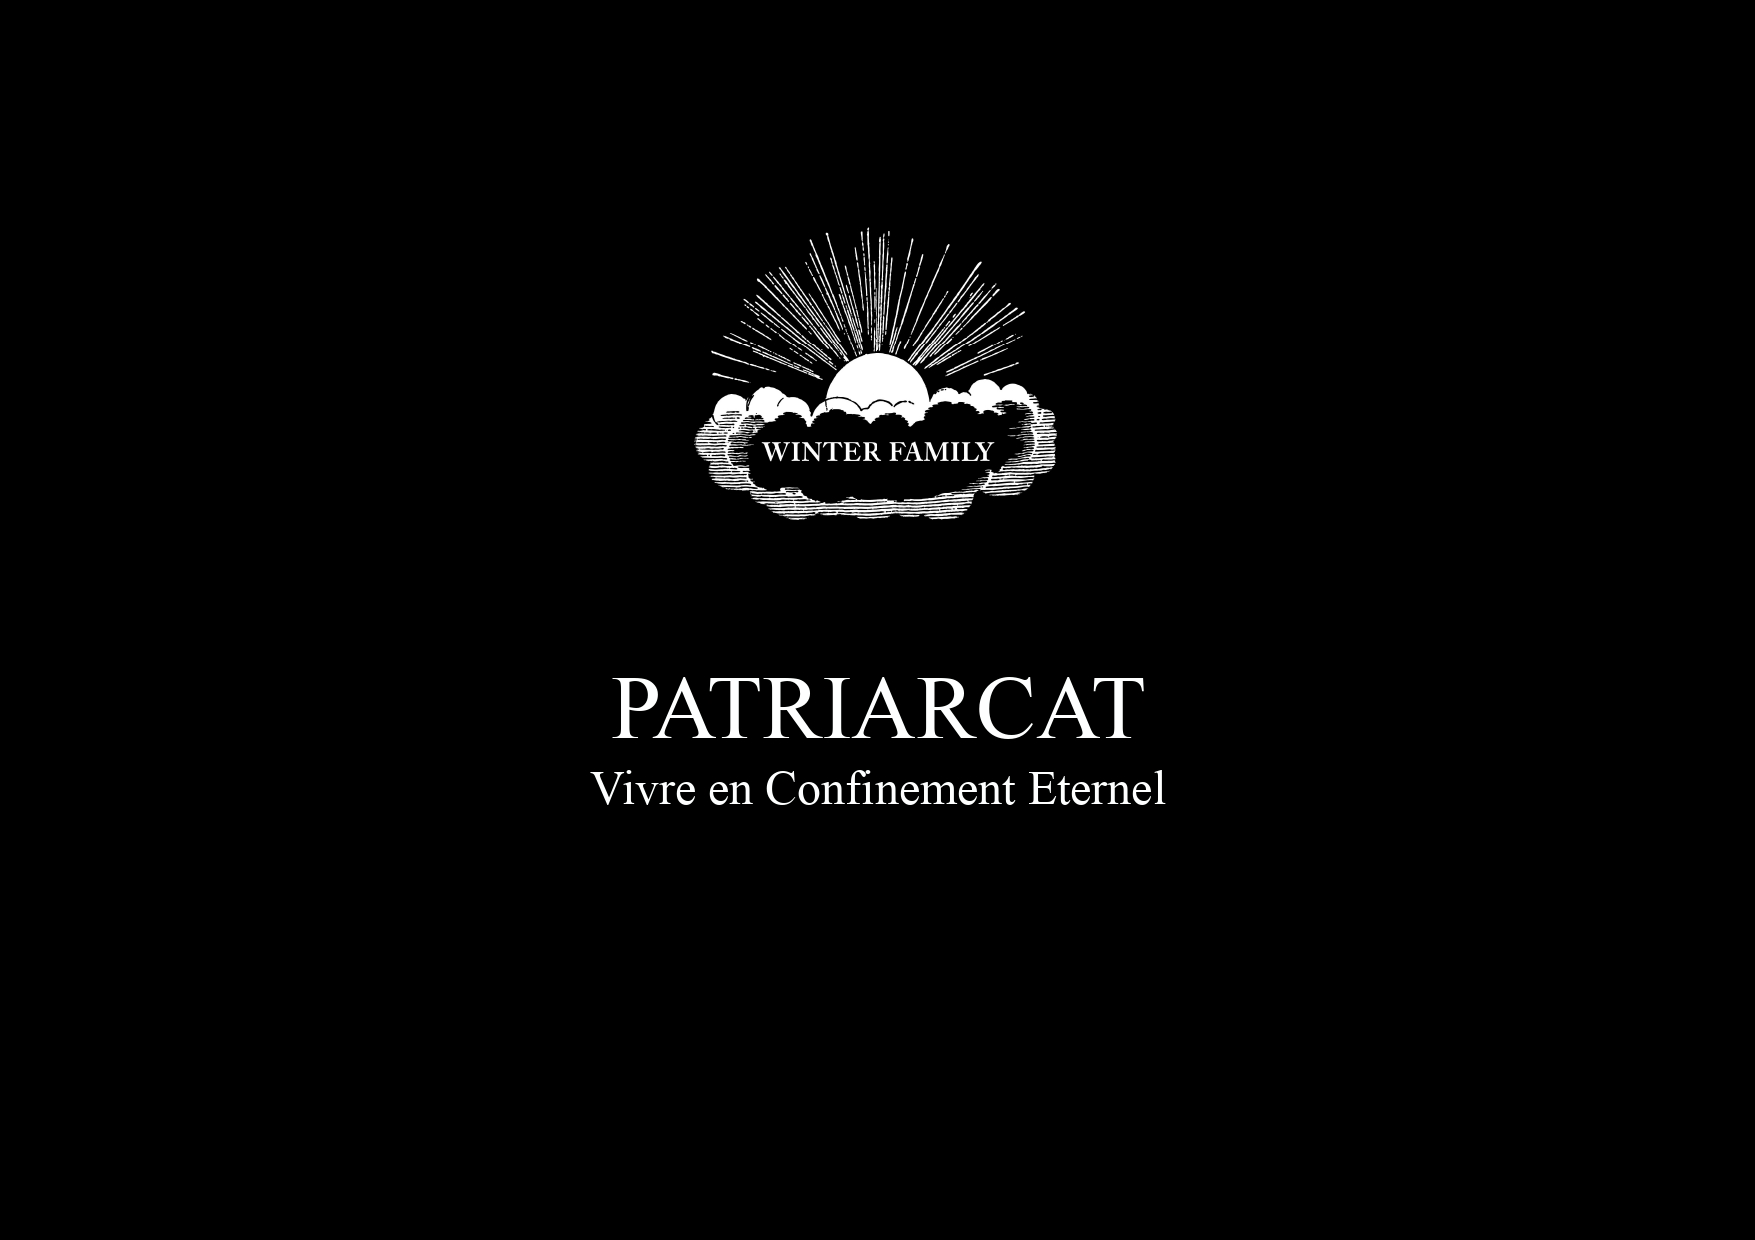 WINTER FAMILY
PATRIARCAT
Vivre en Confinement Eternel